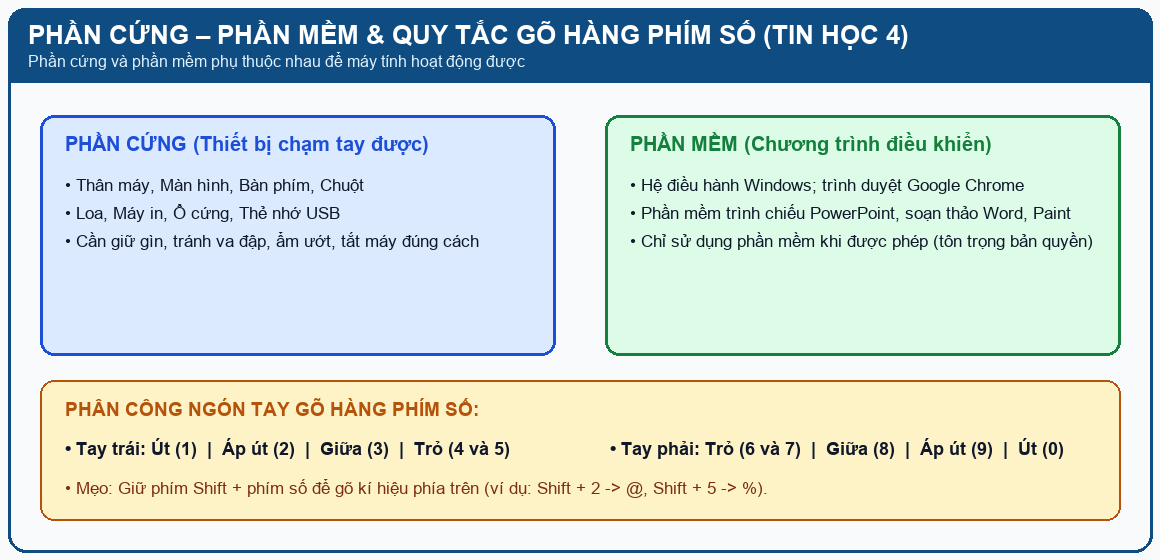 PHẦN CỨNG – PHẦN MỀM & QUY TẮC GÕ HÀNG PHÍM SỐ (TIN HỌC 4)
Phần cứng và phần mềm phụ thuộc nhau để máy tính hoạt động được
PHẦN CỨNG (Thiết bị chạm tay được)
• Thân máy, Màn hình, Bàn phím, Chuột
• Loa, Máy in, Ổ cứng, Thẻ nhớ USB
• Cần giữ gìn, tránh va đập, ẩm ướt, tắt máy đúng cách
PHẦN MỀM (Chương trình điều khiển)
• Hệ điều hành Windows; trình duyệt Google Chrome
• Phần mềm trình chiếu PowerPoint, soạn thảo Word, Paint
• Chỉ sử dụng phần mềm khi được phép (tôn trọng bản quyền)
PHÂN CÔNG NGÓN TAY GÕ HÀNG PHÍM SỐ:
• Tay trái: Út (1) | Áp út (2) | Giữa (3) | Trỏ (4 và 5)
• Tay phải: Trỏ (6 và 7) | Giữa (8) | Áp út (9) | Út (0)
• Mẹo: Giữ phím Shift + phím số để gõ kí hiệu phía trên (ví dụ: Shift + 2 -> @, Shift + 5 -> %).